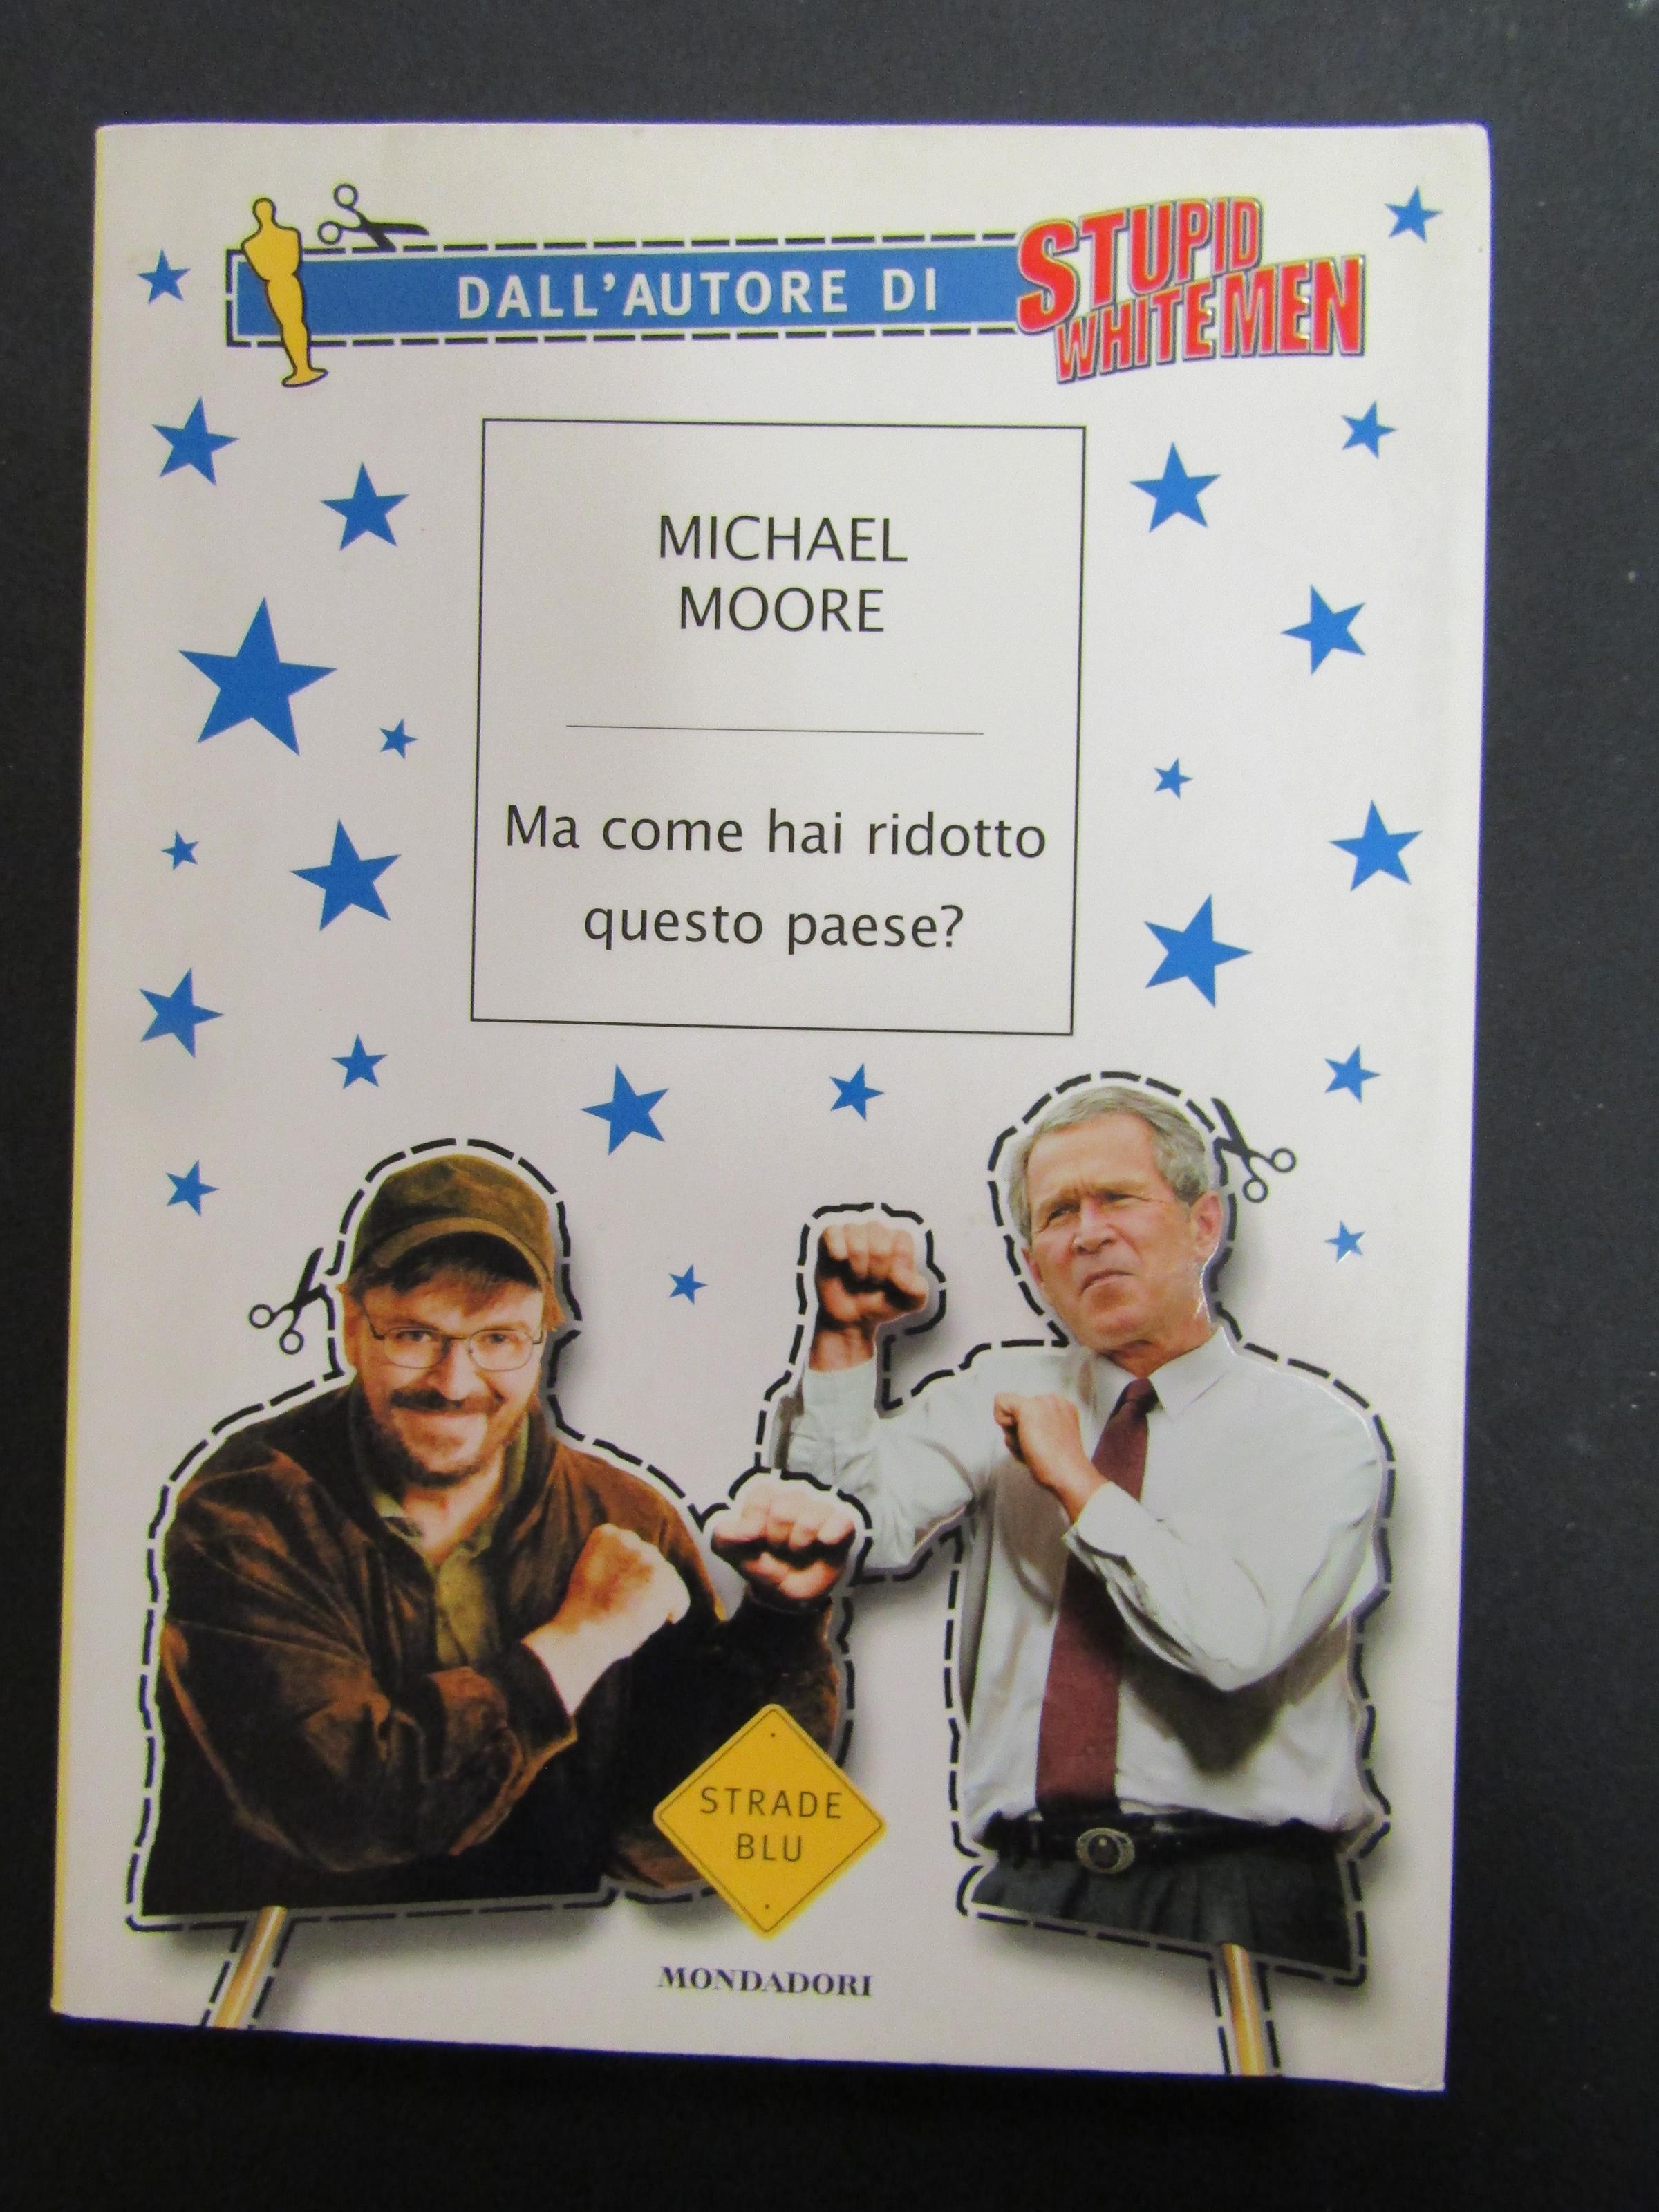 DALL'AUTORE DI
STUPID
WHITE MEN
MICHAEL
MOORE
Ma come hai ridotto
questo paese?
STRADE
BLU
MONDADORI